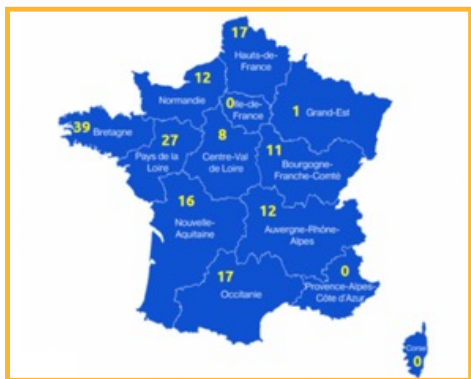 17
Hauts-de-
France
12
Normandie
0
Île-de-
France
1 Grand-Est
39 Bretagne
27
Pays de la
Loire
8
Centre-Val
de Loire
11
Bourgogne-
Franche-Comté
16
Nouvelle-
Aquitaine
12
Auvergne-Rhône-
Alpes
17
Occitanie
0
Provence-Alpes-
Côte d'Azur
Corse
0